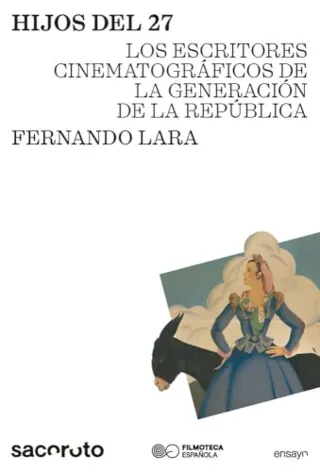 HIJOS DEL 27
LOS ESCRITORES
CINEMATOGRÁFICOS DE
LA GENERACIÓN
DE LA REPÚBLICA
FERNANDO LARA
sacoroto
FILMOTECA
ESPAÑOLA
ensayo